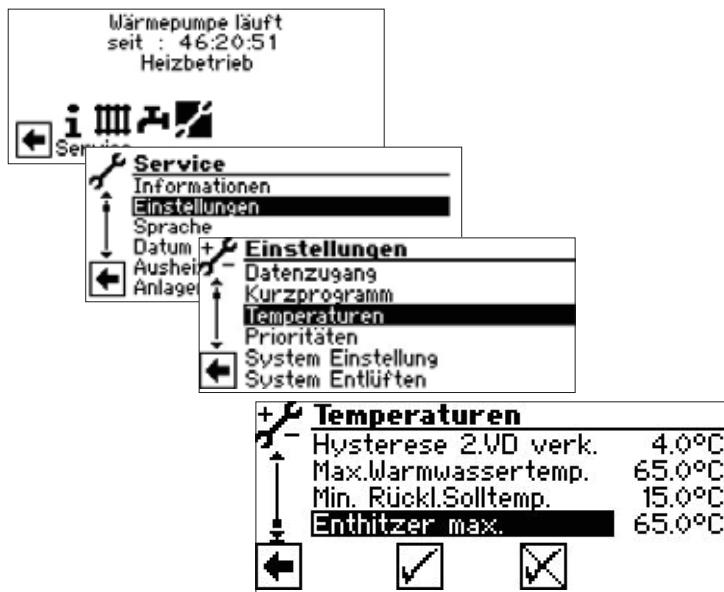 Wärmepumpe läuft
seit : 46:20:51
Heizbetrieb
Service
Informationen
Einstellungen
Sprache
Datum
Anlage
+
-
Einstellungen
Datenzugang
Kurzprogramm
Temperaturen
Prioritäten
System Einstellung
System Entlüften
+
-
Temperaturen
Hysterese 2.VD verk. 4.0°C
Max.Warmwassertemp. 65.0°C
Min. Rückl.Solltemp. 15.0°C
Enthitzer max. 65.0°C